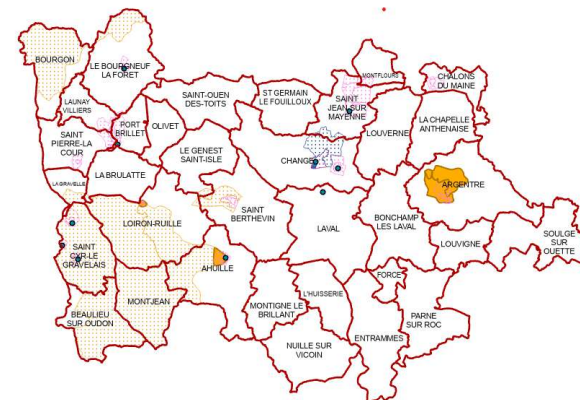 BOURGON
LE BOURGNEUF
LA FORET
MONTFLOURS
CHALONS
DU MAINE
LAUNAY
VILLIERS
SAINT-OUEN
DES-TOITS
ST GERMAIN
LE FOUILLOUX
SAINT
JEAN SUR
MAYENNE
PORT
BRILLET
OLIVET
LOUVERNE
LA CHAPELLE
ANTHENAISE
SAINT
PIERRE-LA
COUR
LE GENEST
SAINT-ISLE
CHANGE
LA BRULATTE
LA GRAVELLE
ARGENTRE
SAINT
BERTHEVIN
LOIRON-RUILLE
LAVAL
BONCHAMP
LES LAVAL
SOULGE
SUR
OUETTE
LOUVIGNE
SAINT
CYR-LE
GRAVELAIS
AHUILLE
FORCE
L'HUISSERIE
MONTJEAN
MONTIGNE LE
BRILLANT
BEAULIEU
SUR OUDON
PARNE
SUR ROC
ENTRAMMES
NUILLE SUR
VICOIN